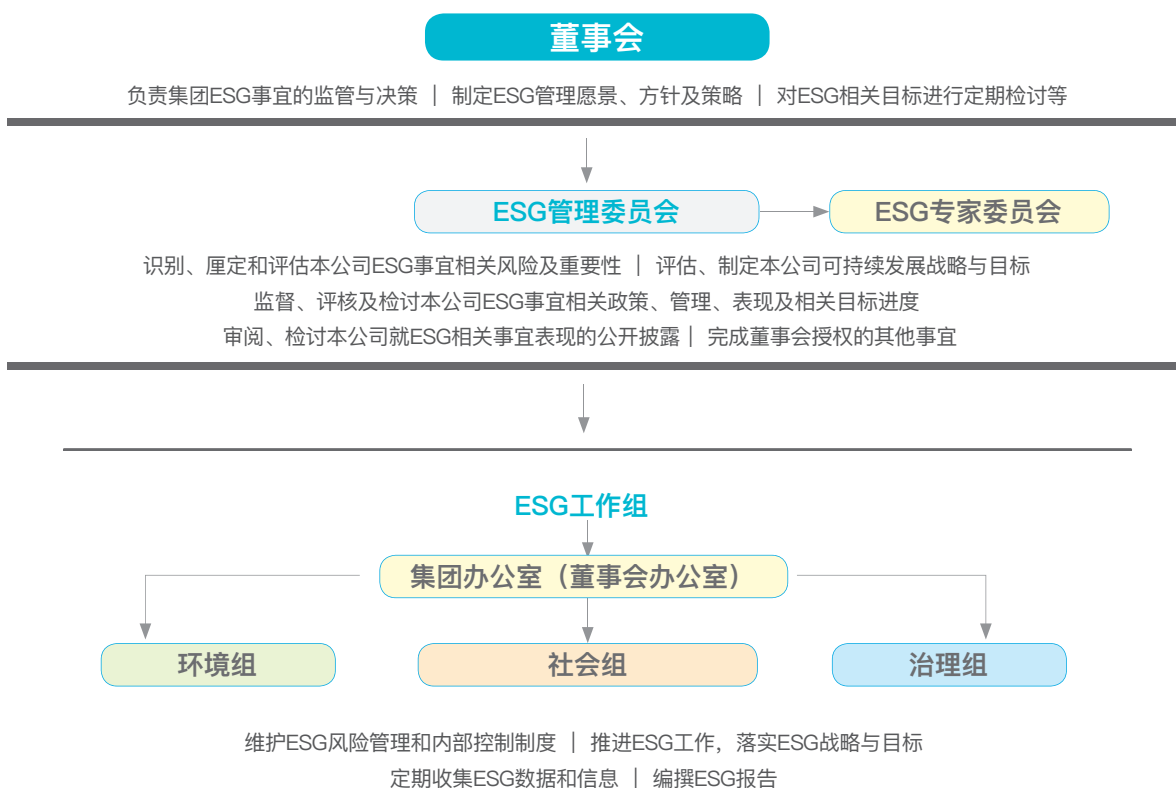 董事会
负责集团ESG事宜的监管与决策 | 制定ESG管理愿景、方针及策略 | 对ESG相关目标进行定期检讨等
ESG管理委员会
ESG专家委员会
识别、厘定和评估本公司ESG事宜相关风险及重要性 | 评估、制定本公司可持续发展战略与目标
监督、评核及检讨本公司ESG事宜相关政策、管理、表现及相关目标进度
审阅、检讨本公司就ESG相关事宜表现的公开披露 | 完成董事会授权的其他事宜
ESG工作组
集团办公室（董事会办公室）
环境组
社会组
治理组
维护ESG风险管理和内部控制制度 | 推进ESG工作，落实ESG战略与目标
定期收集ESG数据和信息 | 编撰ESG报告